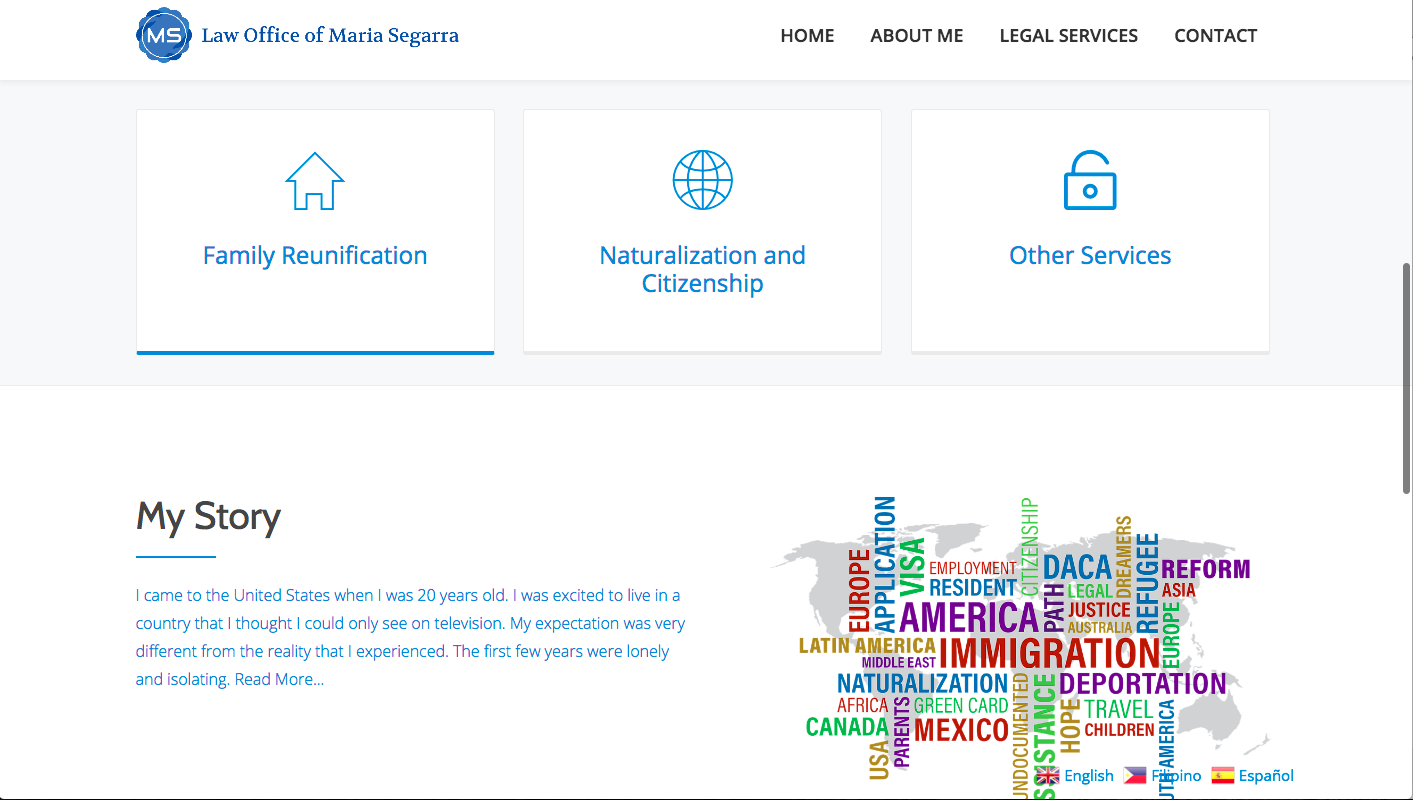 MS Law Office of Maria Segarra
HOME ABOUT ME LEGAL SERVICES CONTACT
Family Reunification
Naturalization and
Citizenship
Other Services
My Story
I came to the United States when I was 20 years old. I was excited to live in a
country that I thought I could only see on television. My expectation was very
different from the reality that I experienced. The first few years were lonely
and isolating. Read More...
EUROPE
APPLICATION
VISA
EMPLOYMENT
RESIDENT
CITIZENSHIP
DACA
LEGAL
DREAMERS
REFUGEE
REFORM
ASIA
AMERICA
PATH
JUSTICE
AUSTRALIA
EUROPE
LATIN AMERICA
MIDDLE EAST
IMMIGRATION
NATURALIZATION
DEPORTATION
AFRICA
PARENTS
GREEN CARD
UNDOCUMENTED
HOPE
TRAVEL
CANADA
MEXICO
CHILDREN
USA
English Filipino Español